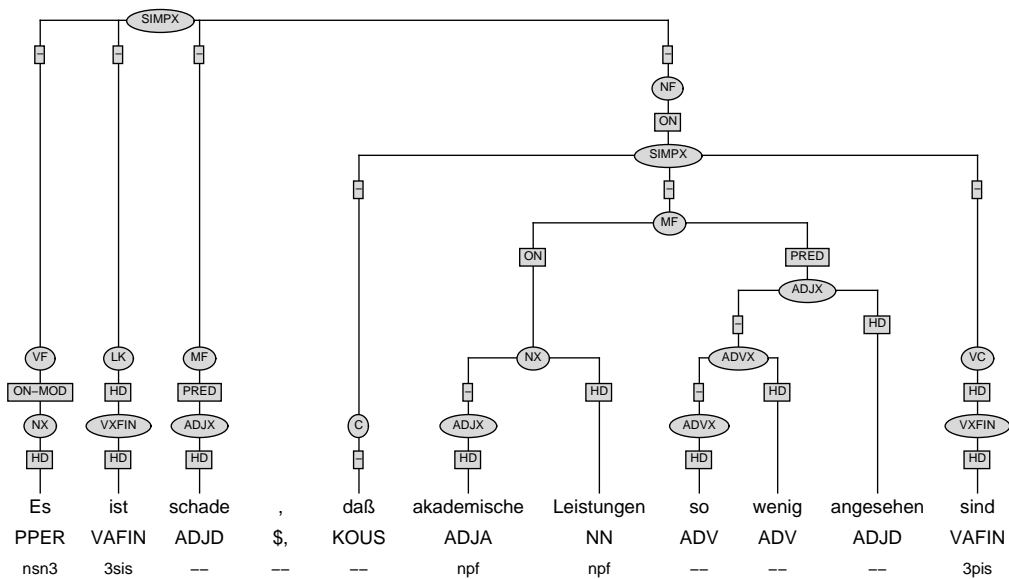 SIMPX
– – – –
NF
ON
SIMPX
– – –
MF
ON PRED
ADJX
– HD
VF LK MF NX ADVX VC
ON–MOD HD PRED – HD – HD HD
NX VXFIN ADJX C ADJX ADVX VXFIN
HD HD HD – HD HD HD
Es ist schade , daß akademische Leistungen so wenig angesehen sind
PPER VAFIN ADJD $, KOUS ADJA NN ADV ADV ADJD VAFIN
nsn3 3sis –– –– –– npf npf –– –– –– 3pis